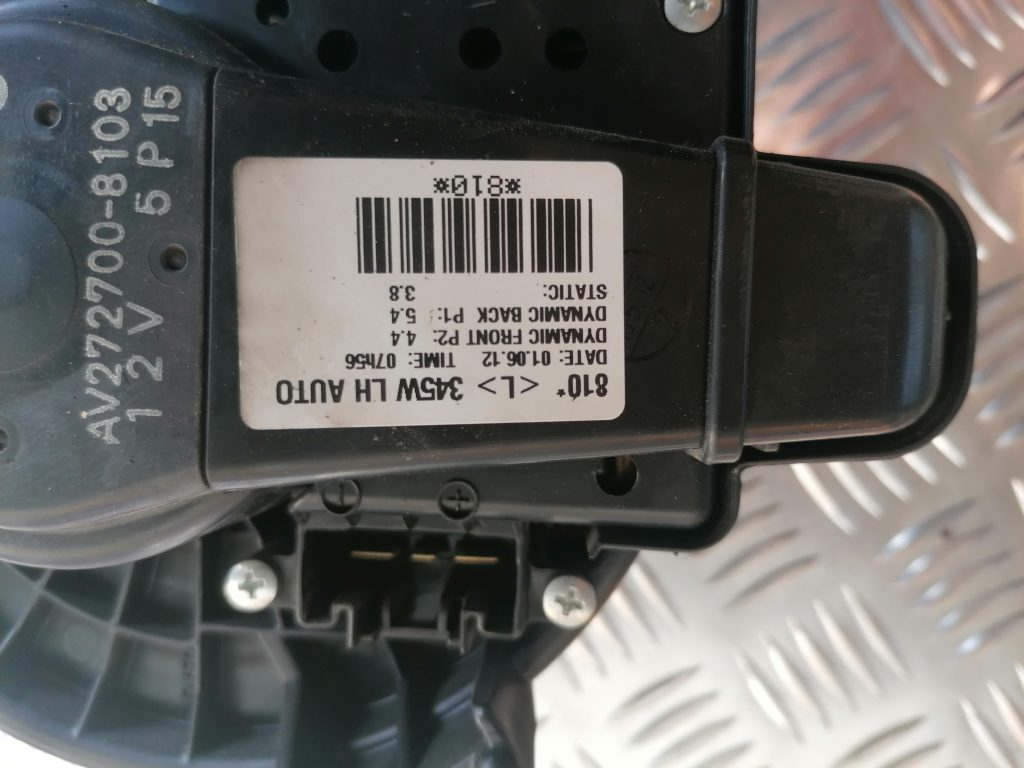 AV272700-8103
12V 5P15
810* <L> 345W LH AUTO
DATE: 01.06.12 TIME: 07h56
DYNAMIC FRONT P2: 4.4
DYNAMIC BACK P1: 5.4
STATIC: 3.8
*810*
- +